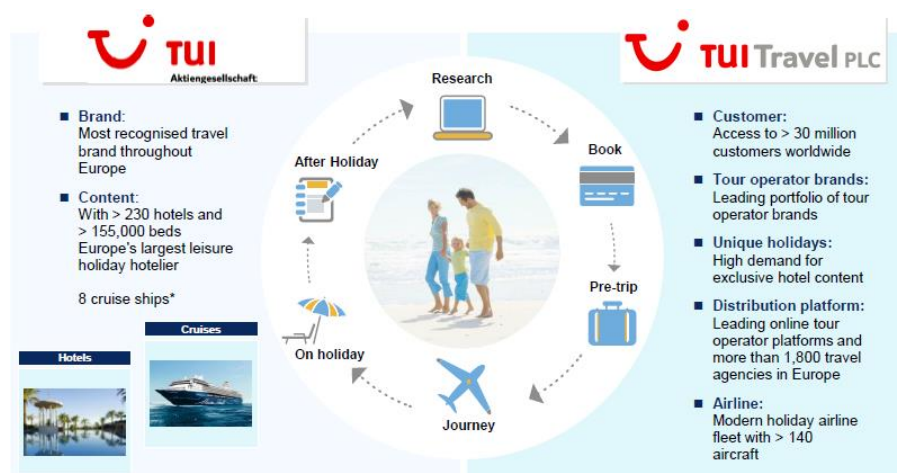 TUI
Aktiengesellschaft
■ Brand:
Most recognised travel
brand throughout
Europe
■ Content:
With > 230 hotels and
> 155,000 beds
Europe's largest leisure
holiday hotelier
8 cruise ships*
Hotels
Cruises
Research
Book
Pre-trip
Journey
On holiday
After Holiday
TUI Travel PLC
■ Customer:
Access to > 30 million
customers worldwide
■ Tour operator brands:
Leading portfolio of tour
operator brands
■ Unique holidays:
High demand for
exclusive hotel content
■ Distribution platform:
Leading online tour
operator platforms and
more than 1,800 travel
agencies in Europe
■ Airline:
Modern holiday airline
fleet with > 140
aircraft